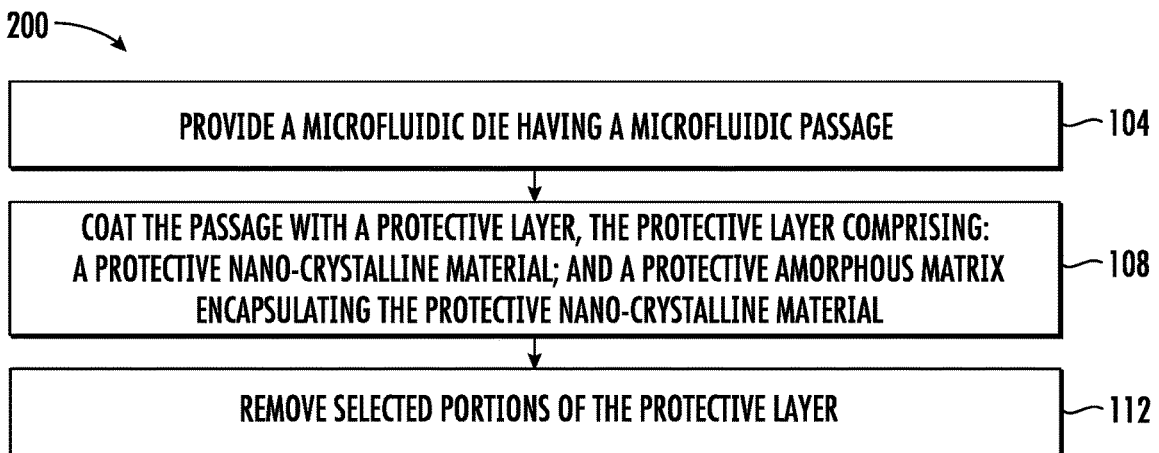 200
PROVIDE A MICROFLUIDIC DIE HAVING A MICROFLUIDIC PASSAGE
104
COAT THE PASSAGE WITH A PROTECTIVE LAYER, THE PROTECTIVE LAYER COMPRISING:
A PROTECTIVE NANO-CRYSTALLINE MATERIAL; AND A PROTECTIVE AMORPHOUS MATRIX
ENCAPSULATING THE PROTECTIVE NANO-CRYSTALLINE MATERIAL
108
REMOVE SELECTED PORTIONS OF THE PROTECTIVE LAYER
112